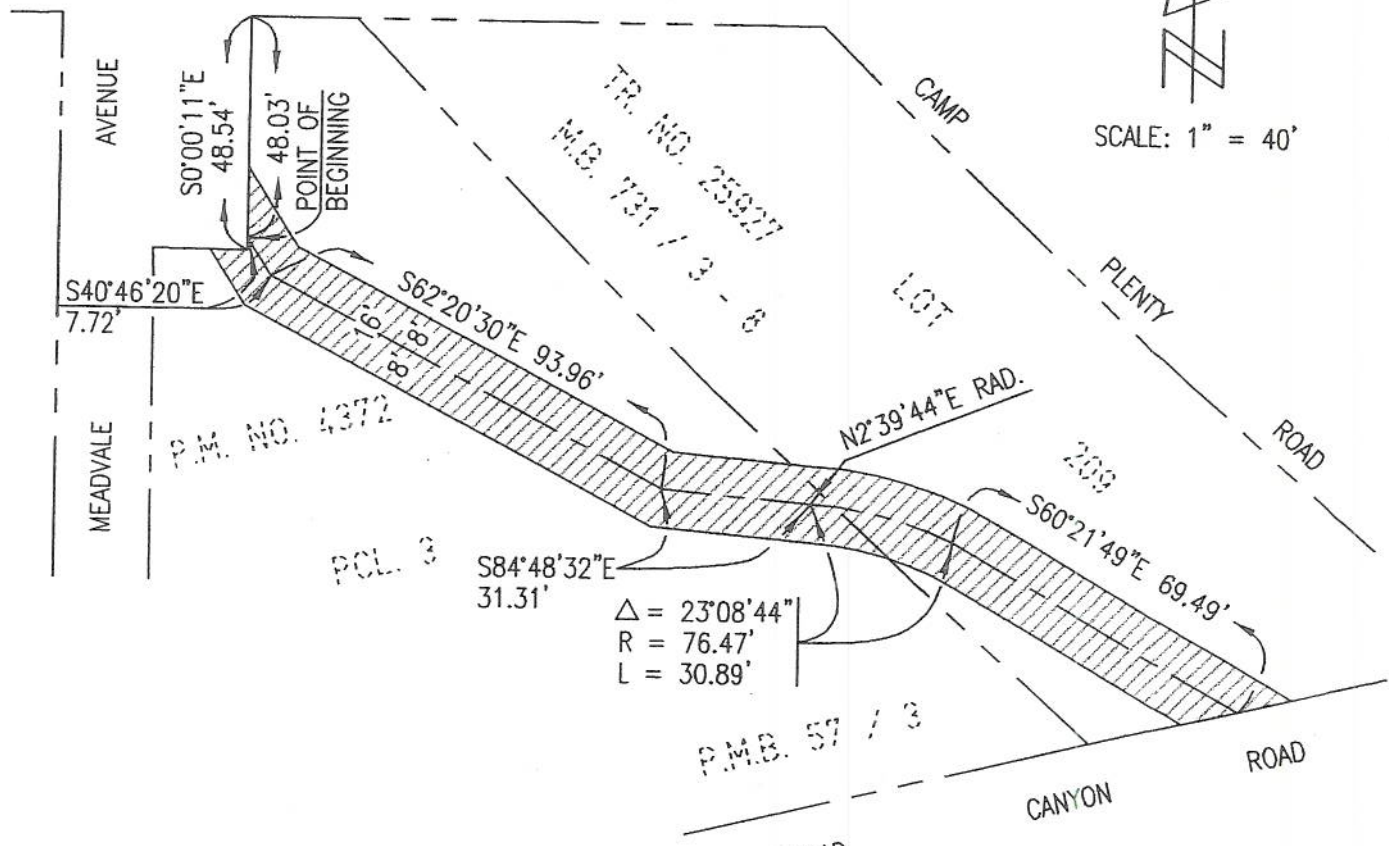 AVENUE
S0°00'11"E
48.54'
48.03'
POINT OF
BEGINNING
TR. NO. 25927
M.B. 731 / 3 - 8
LOT
209
CAMP
PLENTY
ROAD
SCALE: 1" = 40'
S40°46'20"E
7.72'
S62°20'30"E 93.96'
16'
8' 8'
N2°39'44"E RAD.
MEADVALE
P.M. NO. 4372
PCL. 3
S84°48'32"E
31.31'
Δ = 23°08'44"
R = 76.47'
L = 30.89'
S60°21'49"E 69.49'
P.M.B. 57 / 3
CANYON
ROAD